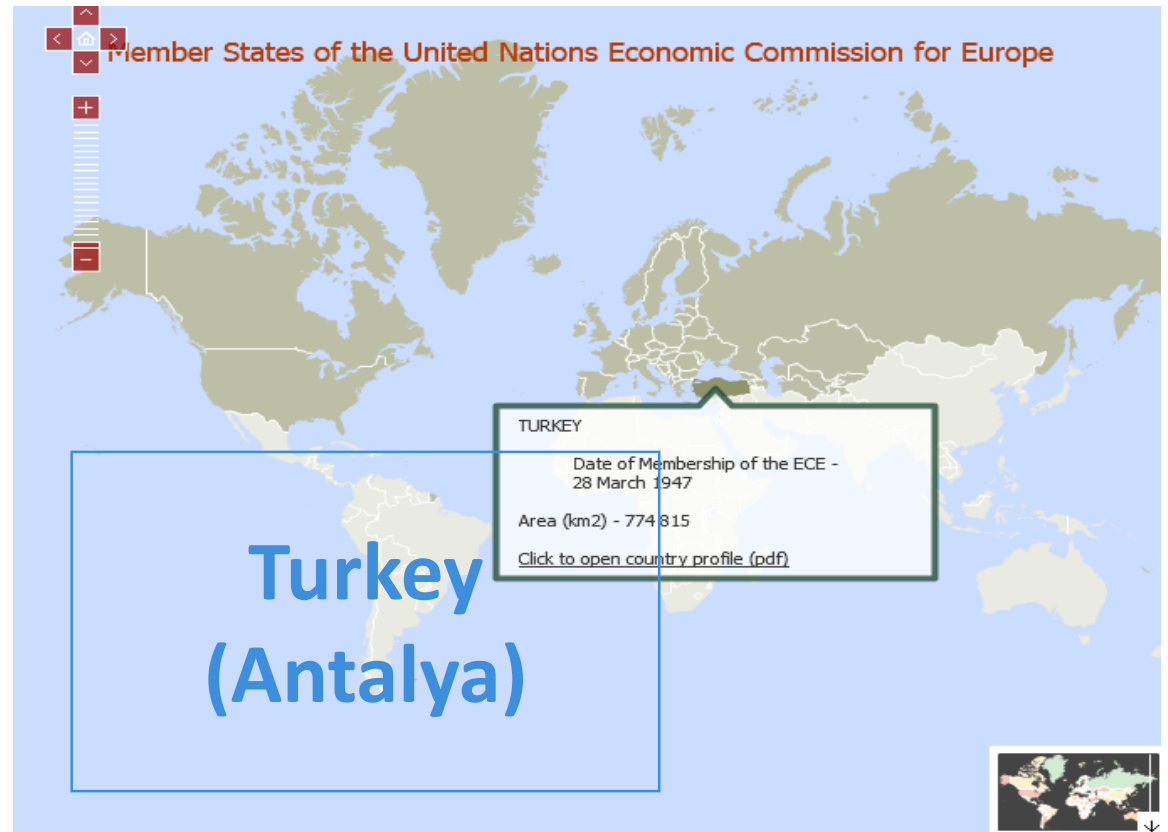 Member States of the United Nations Economic Commission for Europe
TURKEY
Date of Membership of the ECE -
28 March 1947
Area (km2) - 774 815
Click to open country profile (pdf)
Turkey
(Antalya)